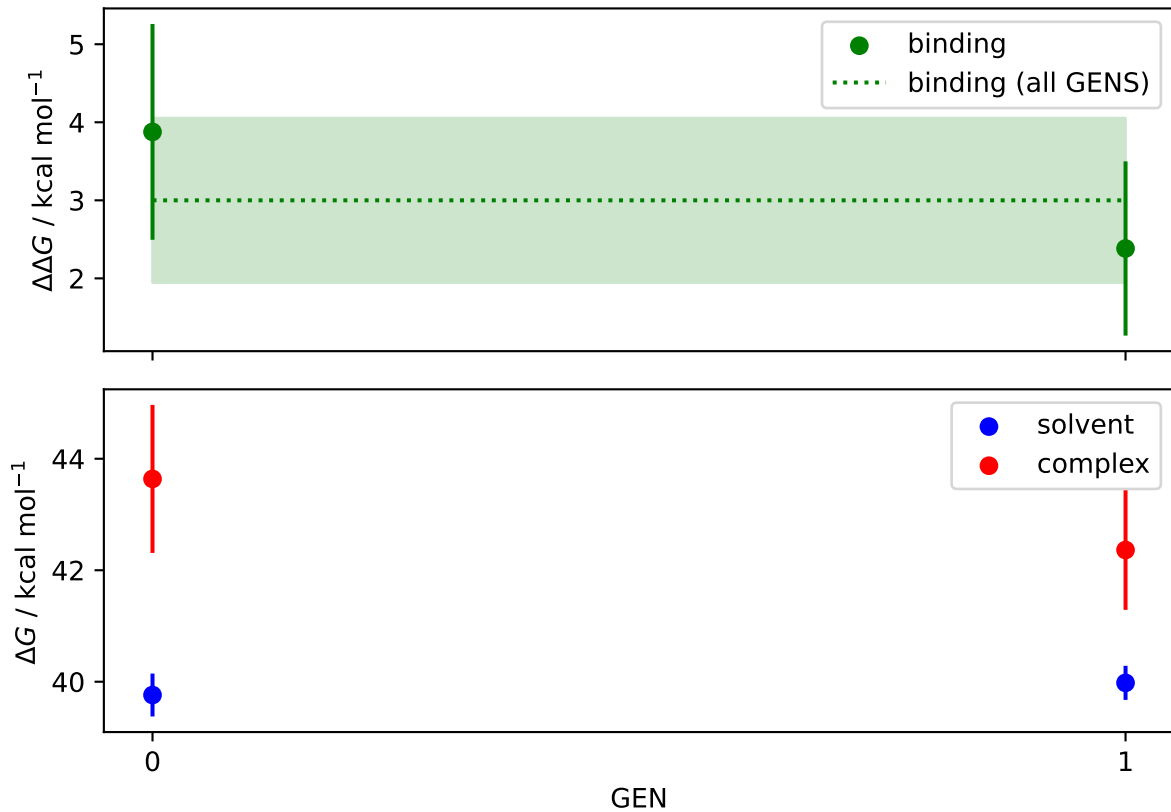 5
4
3
2
ΔΔG / kcal mol⁻¹
binding
binding (all GENS)
44
42
40
ΔG / kcal mol⁻¹
solvent
complex
0
1
GEN